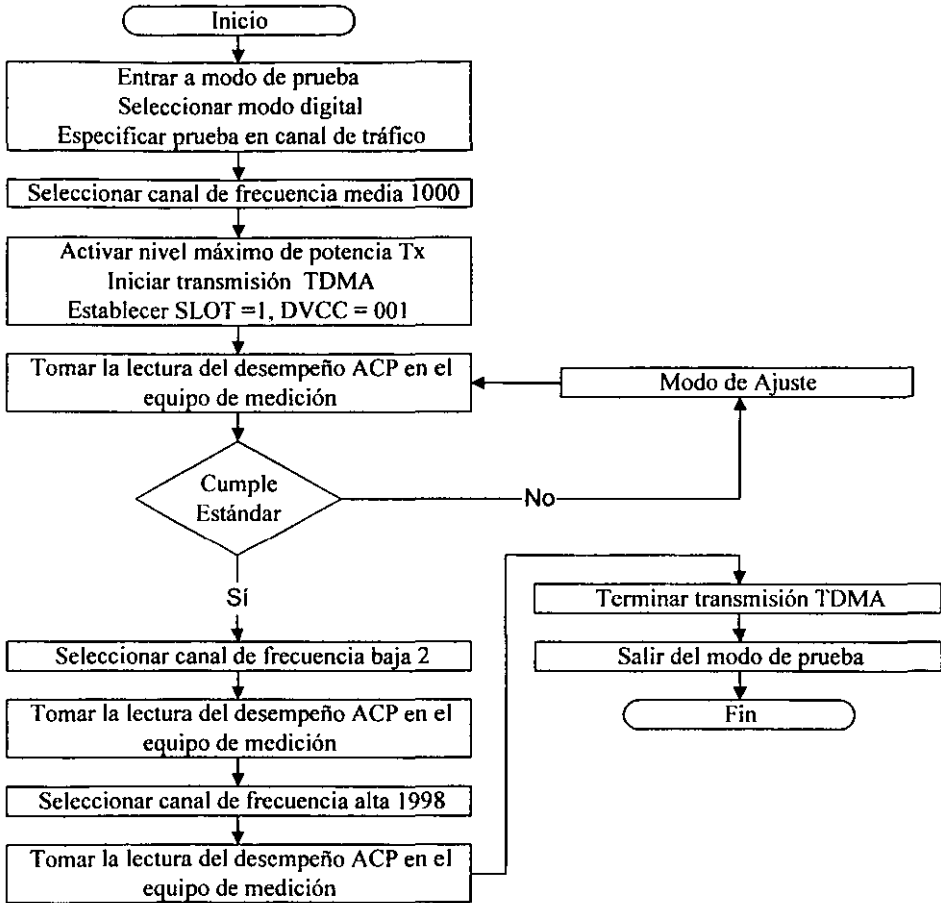 Inicio
Entrar a modo de prueba
Seleccionar modo digital
Especificar prueba en canal de tráfico
Seleccionar canal de frecuencia media 1000
Activar nivel máximo de potencia Tx
Iniciar transmisión TDMA
Establecer SLOT =1, DVCC = 001
Tomar la lectura del desempeño ACP en el
equipo de medición
Modo de Ajuste
Cumple
Estándar
No
Sí
Seleccionar canal de frecuencia baja 2
Tomar la lectura del desempeño ACP en el
equipo de medición
Seleccionar canal de frecuencia alta 1998
Tomar la lectura del desempeño ACP en el
equipo de medición
Terminar transmisión TDMA
Salir del modo de prueba
Fin